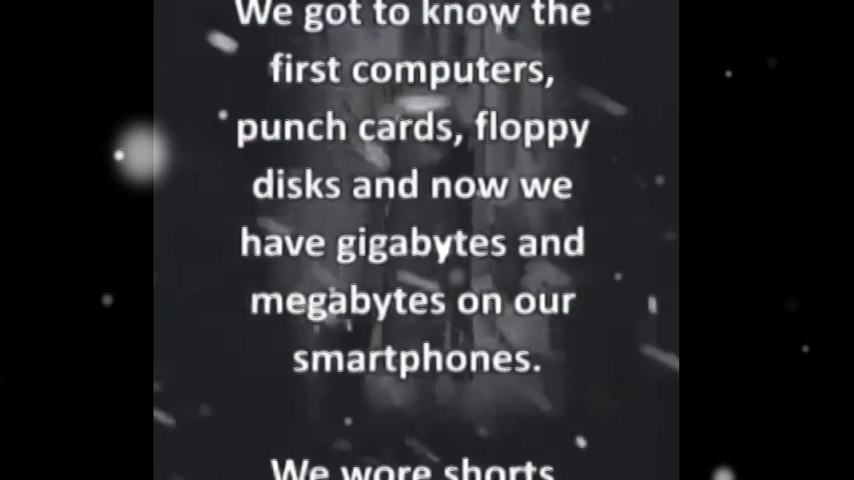 We got to know the
first computers,
punch cards, floppy
disks and now we
have gigabytes and
megabytes on our
smartphones.
We wore shorts